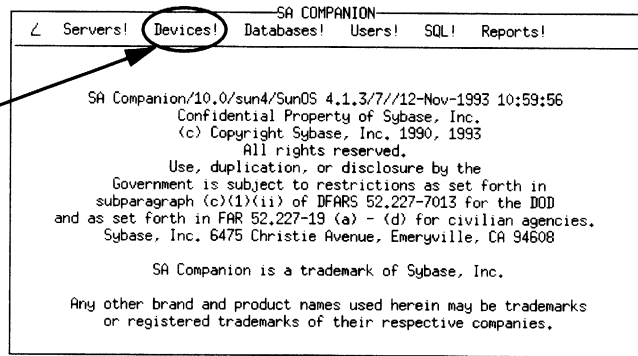 SA COMPANION
∠ Servers! Devices! Databases! Users! SQL! Reports!
SA Companion/10.0/sun4/SunOS 4.1.3/7//12-Nov-1993 10:59:56
Confidential Property of Sybase, Inc.
(c) Copyright Sybase, Inc. 1990, 1993
All rights reserved.
Use, duplication, or disclosure by the
Government is subject to restrictions as set forth in
subparagraph (c)(1)(ii) of DFARS 52.227-7013 for the DOD
and as set forth in FAR 52.227-19 (a) - (d) for civilian agencies.
Sybase, Inc. 6475 Christie Avenue, Emeryville, CA 94608
SA Companion is a trademark of Sybase, Inc.
Any other brand and product names used herein may be trademarks
or registered trademarks of their respective companies.